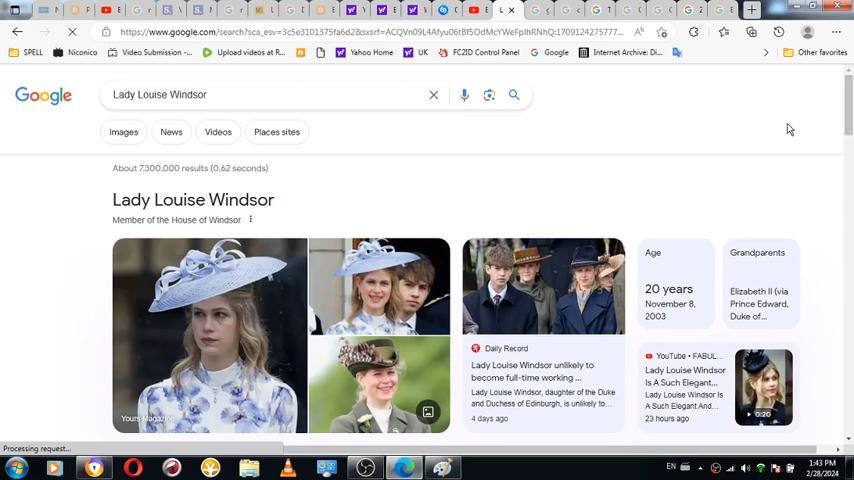 https://www.google.com/search?sca_esv=3c5e3101375fa6d2&sxsrf=ACQVn09L4Afyu06tBf5OdMcYWeFpIhRNhQ:1709124275777...
SPELL
Niconico
Video Submission -...
Upload videos at R...
Yahoo Home
UK
FC2ID Control Panel
Google
Internet Archive: Di...
Other favorites
Google
Lady Louise Windsor
Images
News
Videos
Places sites
About 7.300.000 results (0,62 seconds)
Lady Louise Windsor
Member of the House of Windsor
Yours Magazine
Daily Record
Lady Louise Windsor unlikely to
become full-time working ...
Lady Louise Windsor, daughter of the Duke
and Duchess of Edinburgh, is unlikely to...
4 days ago
Age
20 years
November 8,
2003
Grandparents
Elizabeth II (via
Prince Edward,
Duke of...
YouTube • FABUL...
Lady Louise Windsor
Is A Such Elegant...
Lady Louise Windsor Is
A Such Elegant And...
23 hours ago
0:20
Processing request...
EN
1:43 PM
2/28/2024